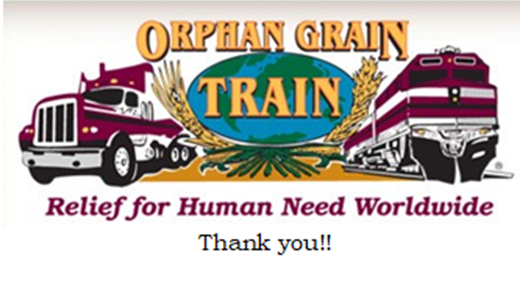 ORPHAN GRAIN
TRAIN
®
Relief for Human Need Worldwide
Thank you!!